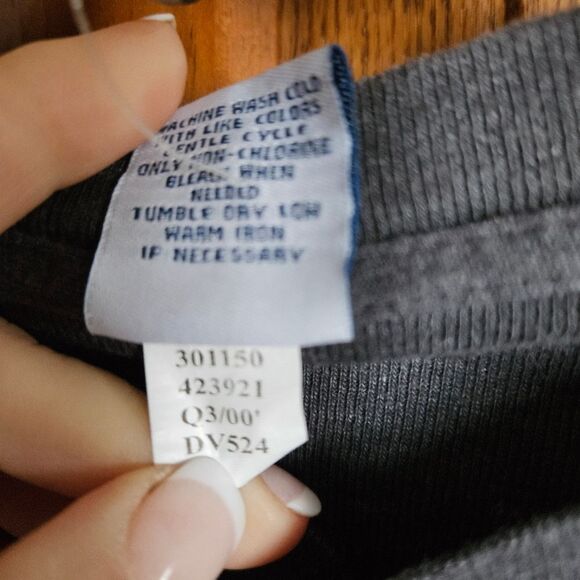 MACHINE WASH COLD
WITH LIKE COLORS
GENTLE CYCLE
ONLY NON-CHLORINE
BLEACH WHEN
NEEDED
TUMBLE DRY LOW
WARM IRON
IF NECESSARY
301150
423921
Q3/00'
DV524